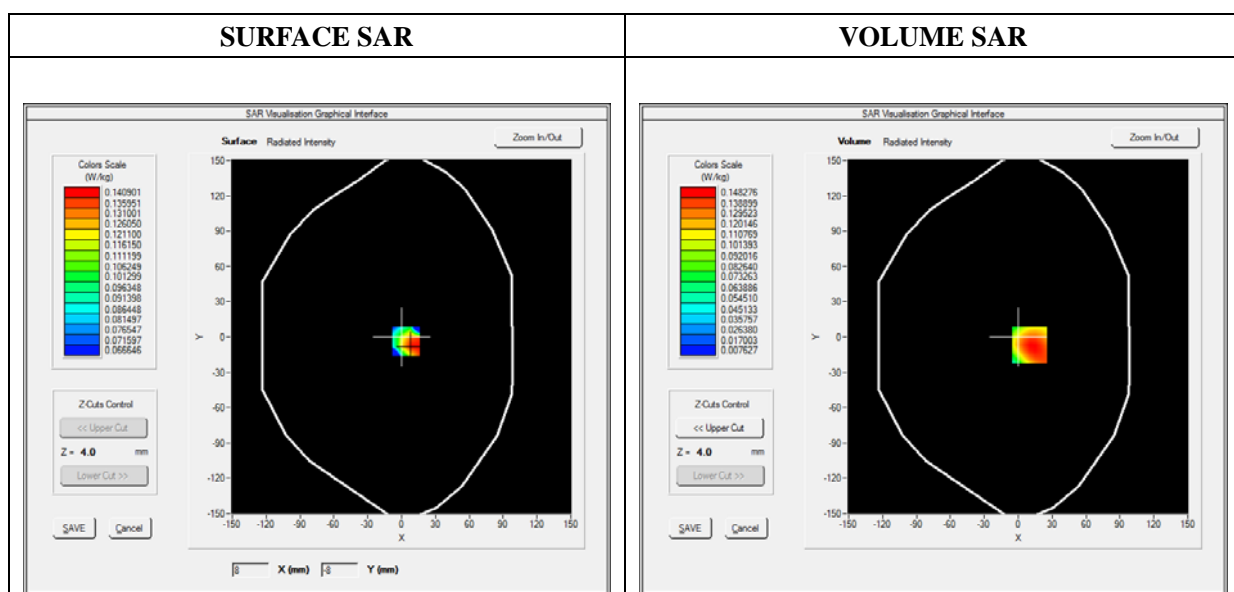 SURFACE SAR
VOLUME SAR
SAR Visualisation Graphical Interface
Surface Radiated Intensity
Zoom In/Out
Colors Scale
(W/kg)
0.140901
0.135951
0.131001
0.126050
0.121100
0.116150
0.111199
0.106249
0.101299
0.096348
0.091398
0.086448
0.081497
0.076547
0.071597
0.066646
Z-Cuts Control
<< Upper Cut
Z = 4.0 mm
Lower Cut >>
SAVE Cancel
150
120
90
60
30
0
-30
-60
-90
-120
-150
Y
-150 -120 -90 -60 -30 0 30 60 90 120 150
X
8 X (mm) -8 Y (mm)
SAR Visualisation Graphical Interface
Volume Radiated Intensity
Zoom In/Out
Colors Scale
(W/kg)
0.148276
0.138899
0.129523
0.120146
0.110769
0.101393
0.092016
0.082640
0.073263
0.063886
0.054510
0.045133
0.035757
0.026380
0.017003
0.007627
Z-Cuts Control
<< Upper Cut
Z = 4.0 mm
Lower Cut >>
SAVE Cancel
150
120
90
60
30
0
-30
-60
-90
-120
-150
Y
-150 -120 -90 -60 -30 0 30 60 90 120 150
X